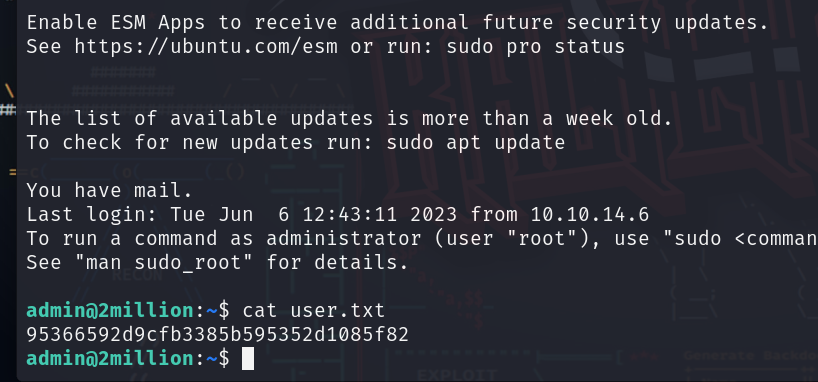 Enable ESM Apps to receive additional future security updates.
See https://ubuntu.com/esm or run: sudo pro status
The list of available updates is more than a week old.
To check for new updates run: sudo apt update
You have mail.
Last login: Tue Jun  6 12:43:11 2023 from 10.10.14.6
To run a command as administrator (user "root"), use "sudo <comman
See "man sudo_root" for details.
admin@2million:~$ cat user.txt
95366592d9cfb3385b595352d1085f82
admin@2million:~$
RECON
EXPLOIT